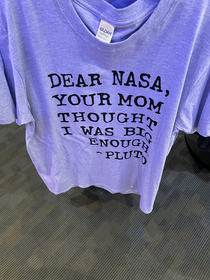 DEAR NASA,
YOUR MOM
THOUGHT
I WAS BIG
ENOUGH
- PLUTO